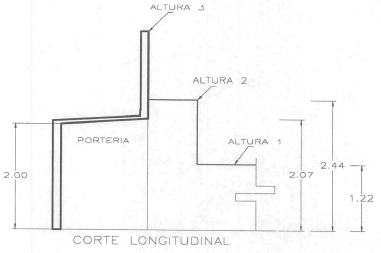 ALTURA 3
ALTURA 2
ALTURA 1
PORTERIA
2.00
2.07
2.44
1.22
CORTE LONGITUDINAL